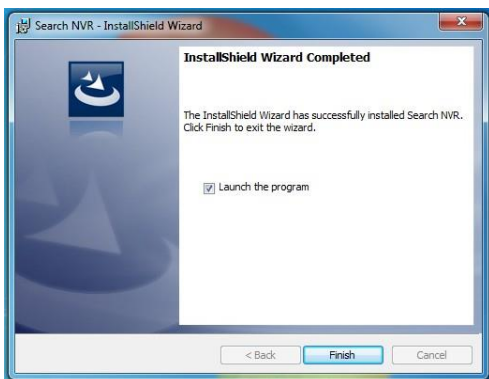 Search NVR - InstallShield Wizard
InstallShield Wizard Completed
The InstallShield Wizard has successfully installed Search NVR.
Click Finish to exit the wizard.
Launch the program
< Back
Finish
Cancel